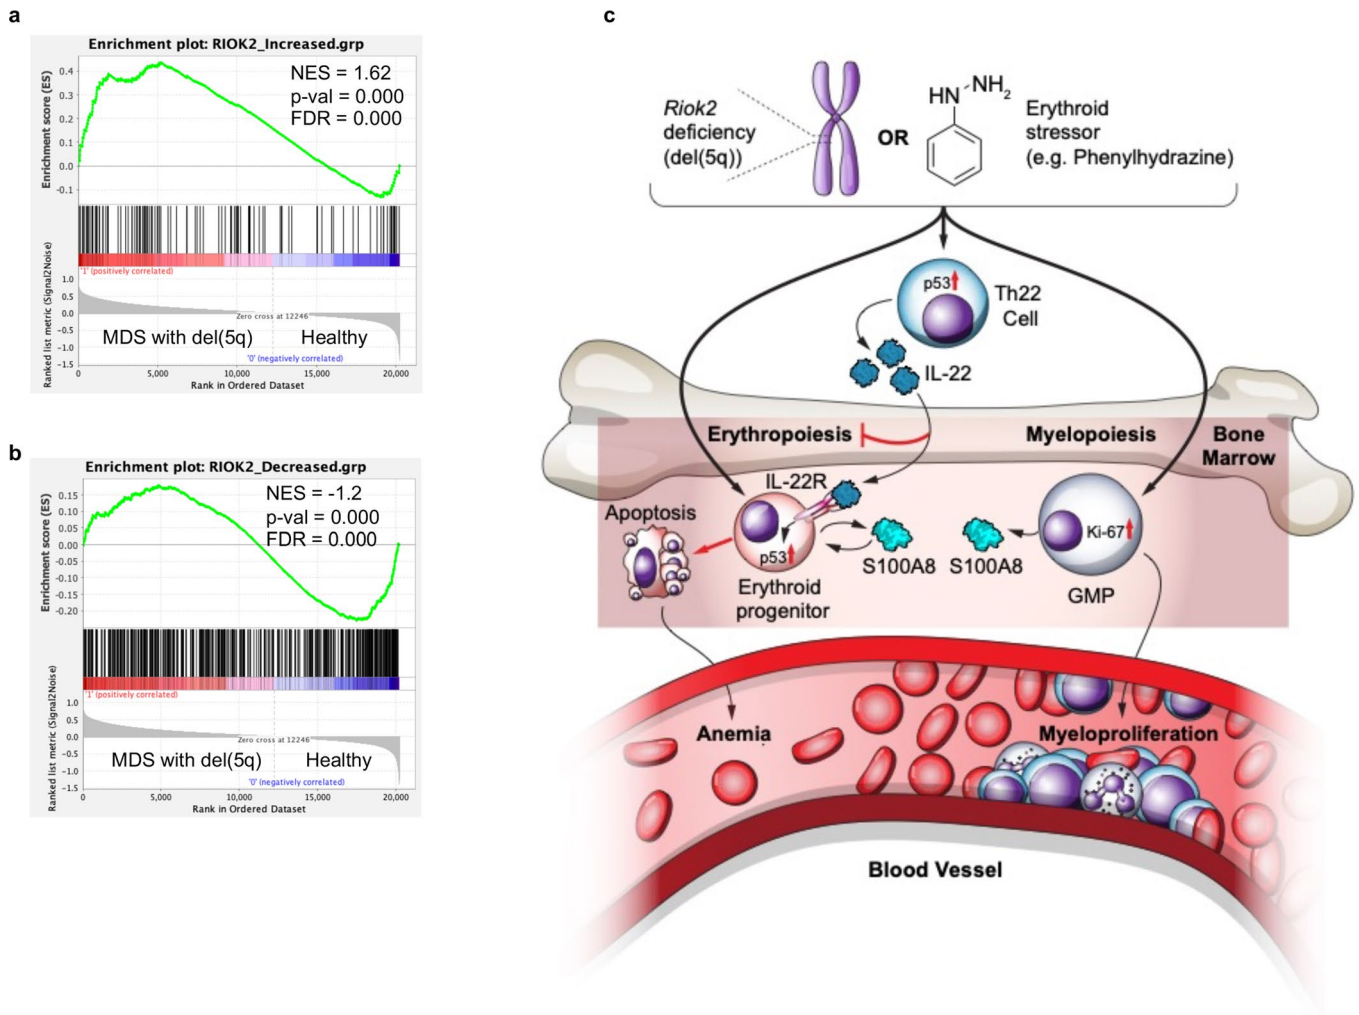 a
Enrichment plot: RIOK2_Increased.grp
Enrichment score (ES)
0.4
0.3
0.2
0.1
0.0
-0.1
NES = 1.62
p-val = 0.000
FDR = 0.000
'1' (positively correlated)
Ranked list metric (Signal2Noise)
1.0
0.5
0.0
-0.5
-1.0
-1.5
Zero cross at 12246
MDS with del(5q) Healthy
'0' (negatively correlated)
0 5,000 10,000 15,000 20,000
Rank in Ordered Dataset
b
Enrichment plot: RIOK2_Decreased.grp
Enrichment score (ES)
0.15
0.10
0.05
0.00
-0.05
-0.10
-0.15
-0.20
NES = -1.2
p-val = 0.000
FDR = 0.000
'1' (positively correlated)
Ranked list metric (Signal2Noise)
1.0
0.5
0.0
-0.5
-1.0
-1.5
Zero cross at 12246
MDS with del(5q) Healthy
'0' (negatively correlated)
0 5,000 10,000 15,000 20,000
Rank in Ordered Dataset
c
Riok2
deficiency
(del(5q))
OR
HN
NH2
Erythroid
stressor
(e.g. Phenylhydrazine)
p53
Th22
Cell
IL-22
Erythropoiesis
Myelopoiesis
Bone
Marrow
IL-22R
Apoptosis
p53
Erythroid
progenitor
S100A8
S100A8
Ki-67
GMP
Anemia
Myeloproliferation
Blood Vessel